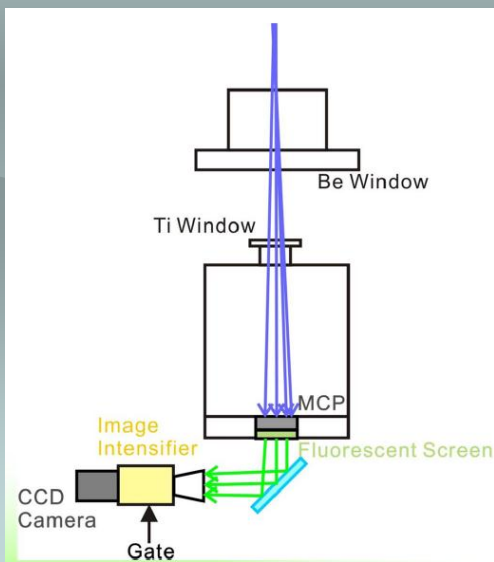 Be Window
Ti Window
MCP
Image
Intensifier
Fluorescent Screen
CCD
Camera
Gate